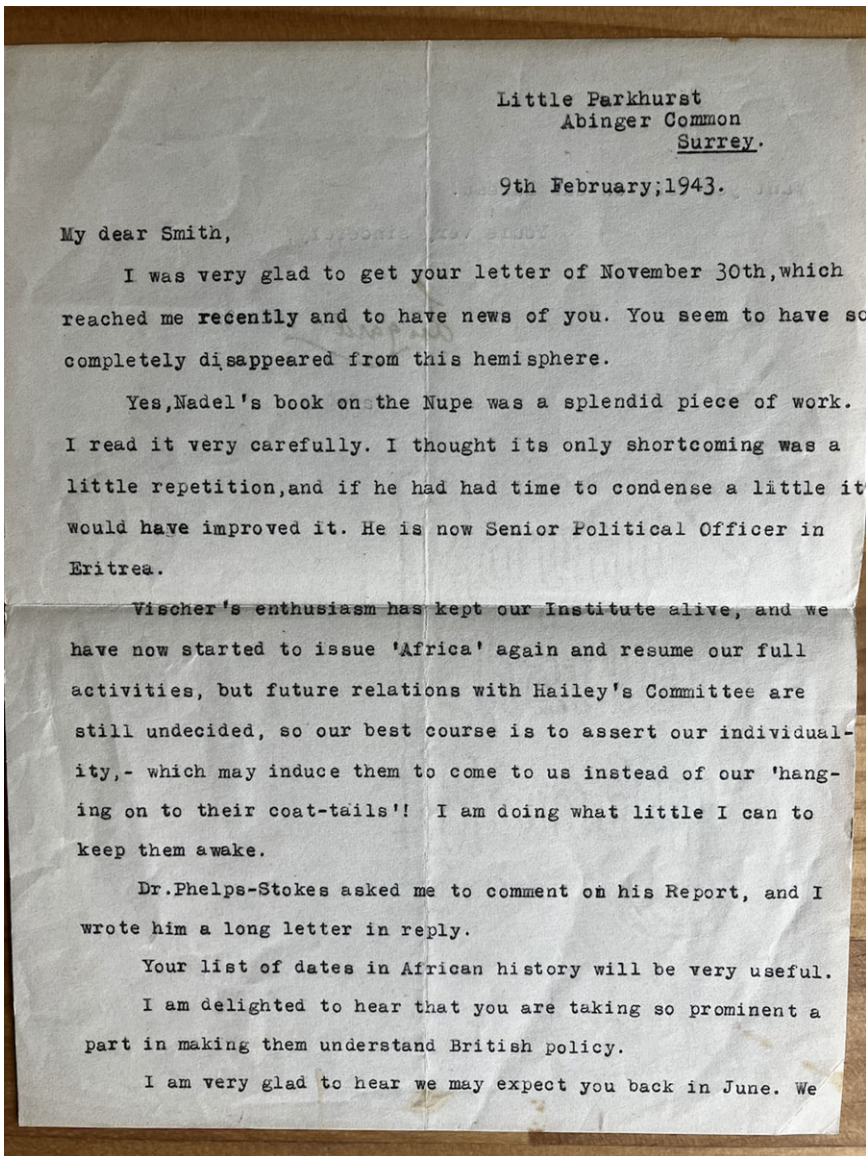 Little Parkhurst
Abinger Common
Surrey.
9th February;1943.
My dear Smith,
I was very glad to get your letter of November 30th,which
reached me recently and to have news of you. You seem to have so
completely disappeared from this hemisphere.
Yes,Nadel's book on the Nupe was a splendid piece of work.
I read it very carefully. I thought its only shortcoming was a
little repetition,and if he had had time to condense a little it
would have improved it. He is now Senior Political Officer in
Eritrea.
Vischer's enthusiasm has kept our Institute alive, and we
have now started to issue 'Africa' again and resume our full
activities, but future relations with Hailey's Committee are
still undecided, so our best course is to assert our individual-
ity,- which may induce them to come to us instead of our 'hang-
ing on to their coat-tails'! I am doing what little I can to
keep them awake.
Dr.Phelps-Stokes asked me to comment on his Report, and I
wrote him a long letter in reply.
Your list of dates in African history will be very useful.
I am delighted to hear that you are taking so prominent a
part in making them understand British policy.
I am very glad to hear we may expect you back in June. We